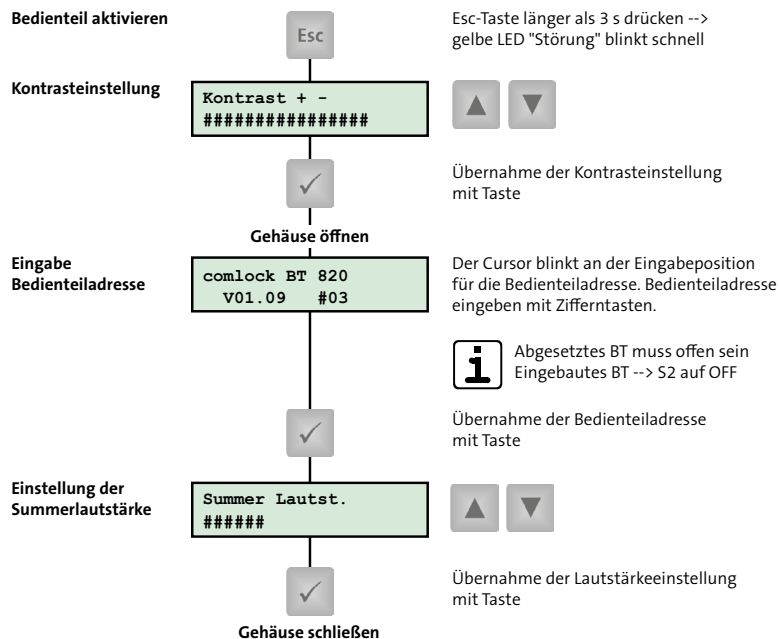 Bedienteil aktivieren
Esc
Esc-Taste länger als 3 s drücken -->
gelbe LED "Störung" blinkt schnell
Kontrasteinstellung
Kontrast + -
################
Übernahme der Kontrasteinstellung
mit Taste
Gehäuse öffnen
Eingabe
Bedienteiladresse
comlock BT 820
V01.09 #03
Der Cursor blinkt an der Eingabeposition
für die Bedienteiladresse. Bedienteiladresse
eingeben mit Zifferntasten.
i
Abgesetztes BT muss offen sein
Eingebautes BT --> S2 auf OFF
Übernahme der Bedienteiladresse
mit Taste
Einstellung der
Summerlautstärke
Summer Lautst.
######
Übernahme der Lautstärkeeinstellung
mit Taste
Gehäuse schließen